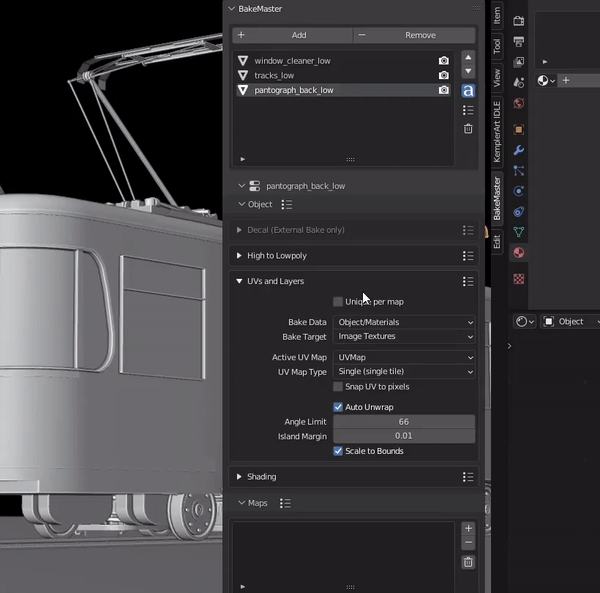 BakeMaster
Add
Remove
window_cleaner_low
tracks_low
pantograph_back_low
a
pantograph_back_low
Object
Decal (External Bake only)
High to Lowpoly
UVs and Layers
Unique per map
Bake Data Object/Materials
Bake Target Image Textures
Active UV Map UVMap
UV Map Type Single (single tile)
Snap UV to pixels
Auto Unwrap
Angle Limit 66
Island Margin 0.01
Scale to Bounds
Shading
Maps
Item
Tool
View
KemplerArt IDLE
BakeMaster
Edit
Object